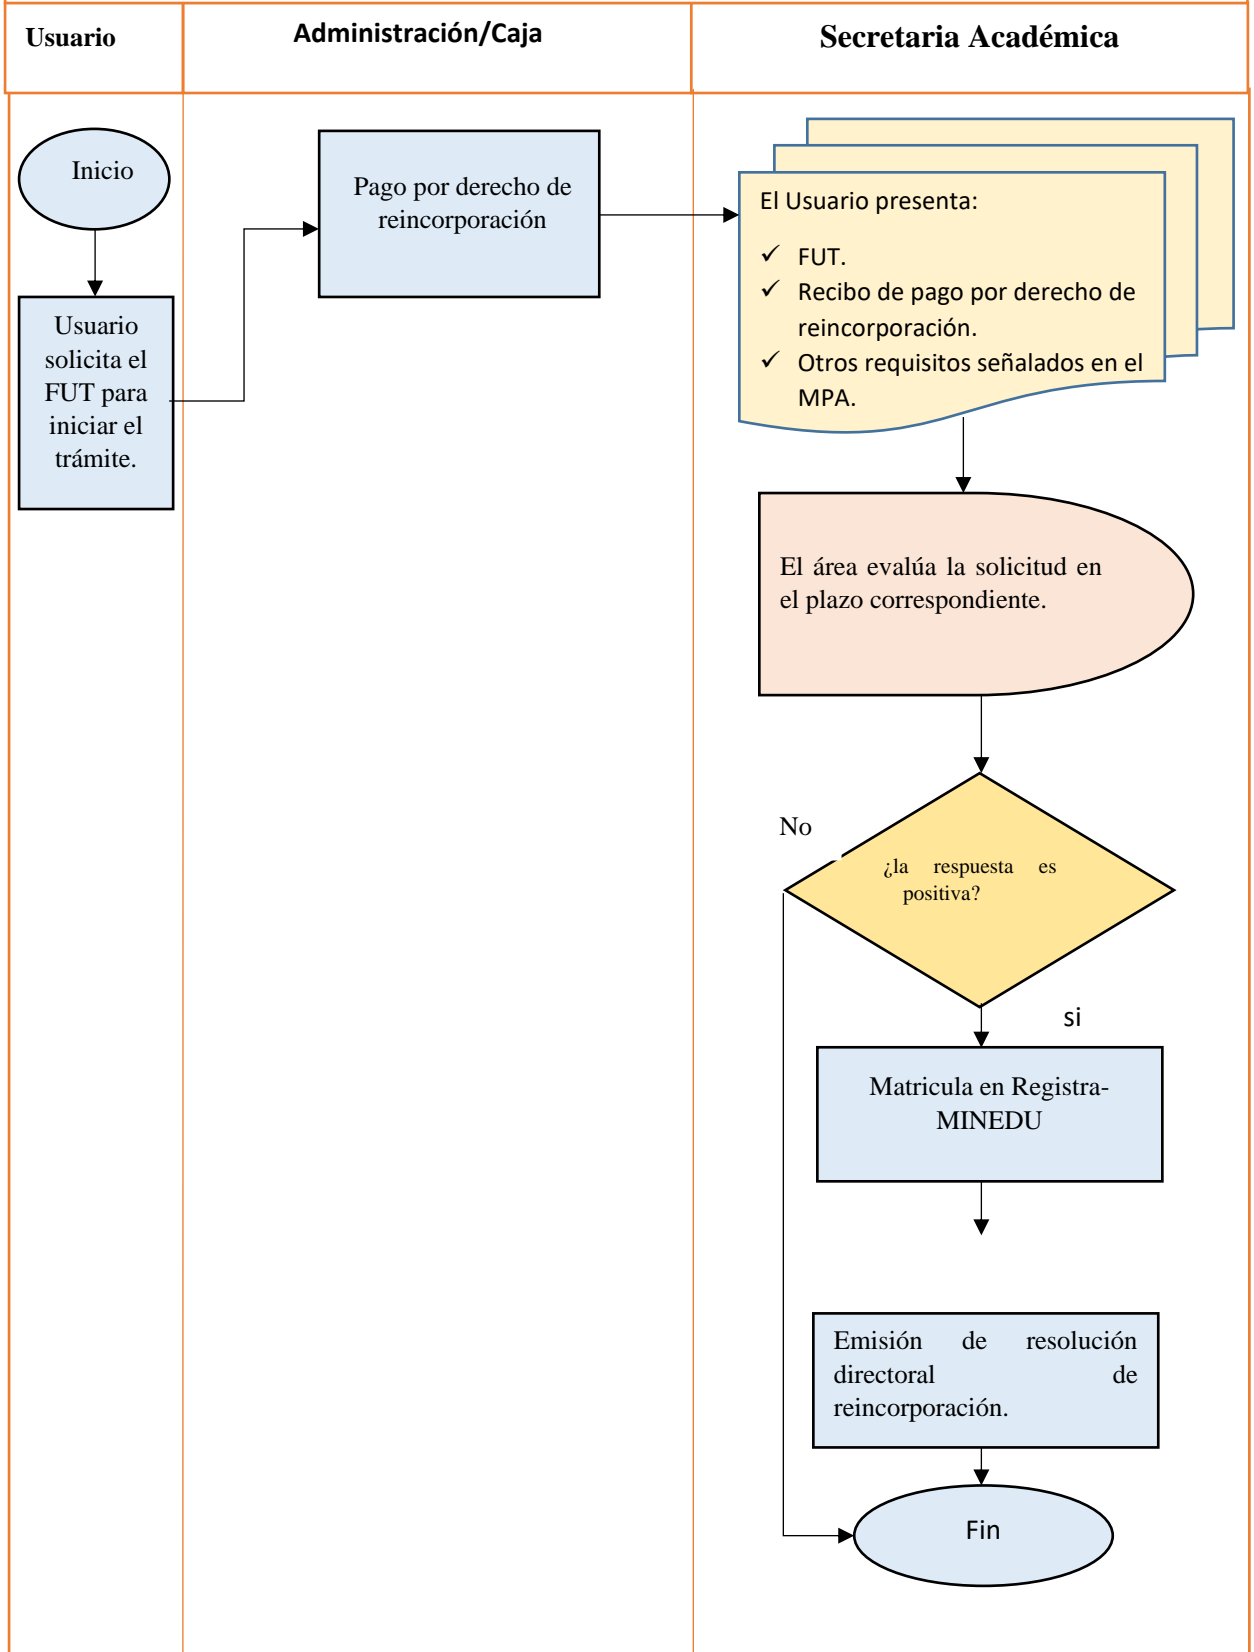 Usuario
Administración/Caja
Secretaria Académica
Inicio
Usuario
solicita el
FUT para
iniciar el
trámite.
Pago por derecho de
reincorporación
El Usuario presenta:
✓ FUT.
✓ Recibo de pago por derecho de
reincorporación.
✓ Otros requisitos señalados en el
MPA.
El área evalúa la solicitud en
el plazo correspondiente.
No
¿la respuesta es
positiva?
si
Matricula en Registra-
MINEDU
Emisión de resolución
directoral de
reincorporación.
Fin